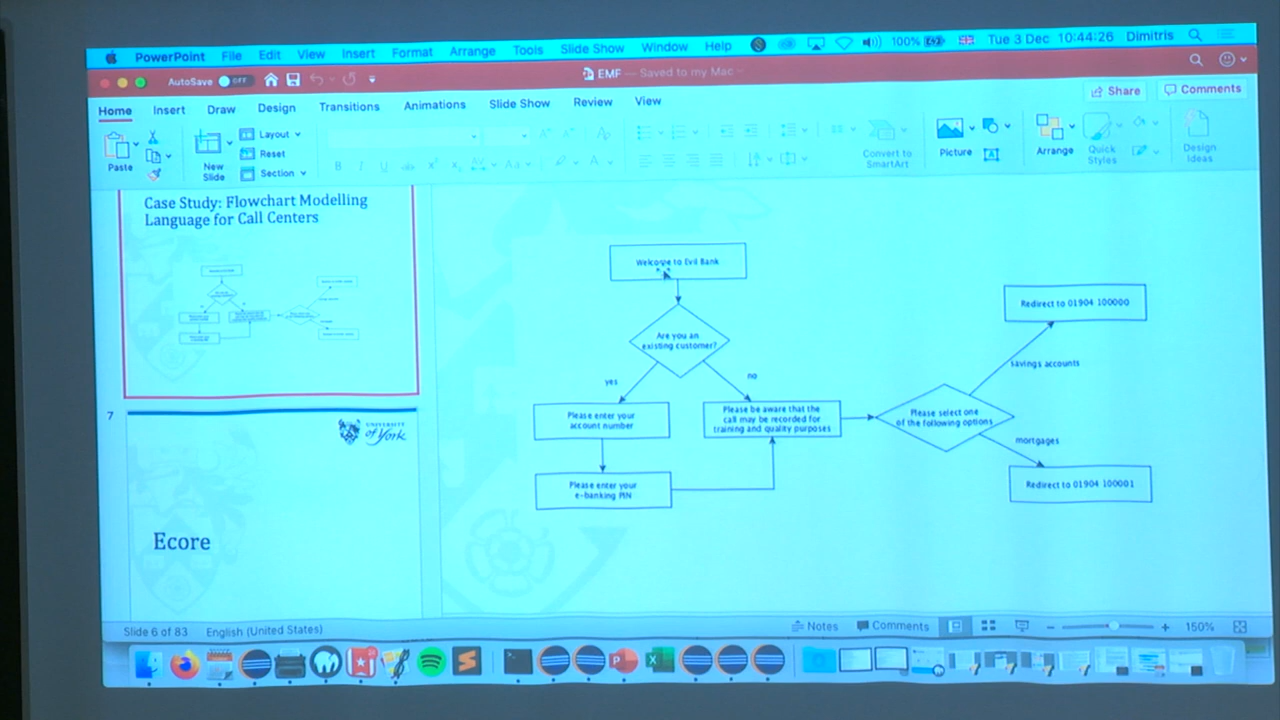 PowerPoint File Edit View Insert Format Arrange Tools Slide Show Window Help 100% Tue 3 Dec 10:44:26 Dimitris
AutoSave OFF EMF — Saved to my Mac
Home Insert Draw Design Transitions Animations Slide Show Review View Share Comments
Paste
New
Slide
Layout
Reset
Section
Convert to
SmartArt
Picture
Arrange
Quick
Styles
Design
Ideas
Case Study: Flowchart Modelling
Language for Call Centers
7
UNIVERSITY
of York
Ecore
Welcome to Evil Bank
Are you an
existing customer?
yes
no
Please enter your
account number
Please be aware that the
call may be recorded for
training and quality purposes
Please enter your
e-banking PIN
Please select one
of the following options
savings accounts
Redirect to 01904 100000
mortgages
Redirect to 01904 100001
Slide 6 of 83 English (United States) Notes Comments 150%